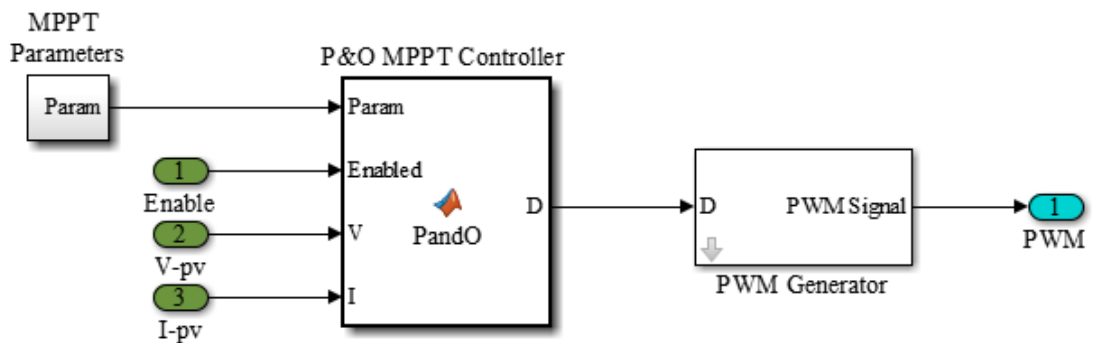 MPPT
Parameters
Param
P&O MPPT Controller
Param
Enabled
V
I
PandO
D
1
Enable
2
V-pv
3
I-pv
D
PWM Signal
PWM Generator
1
PWM